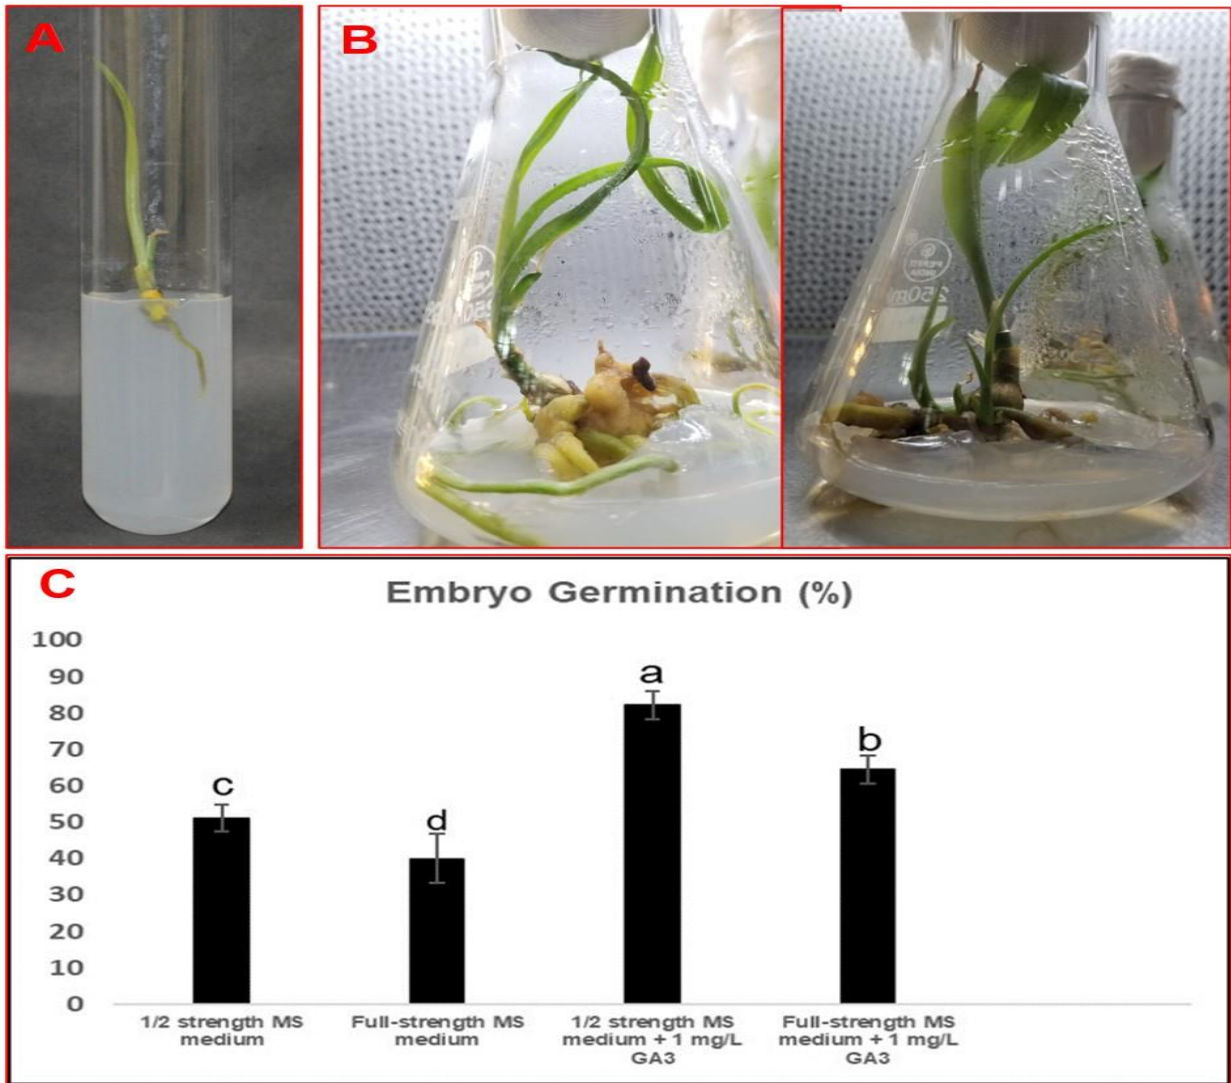 A
B
250ml
C
Embryo Germination (%)
100
90
80
70
60
50
40
30
20
10
0
c
d
a
b
1/2 strength MS
medium
Full-strength MS
medium
1/2 strength MS
medium + 1 mg/L
GA3
Full-strength MS
medium + 1 mg/L
GA3